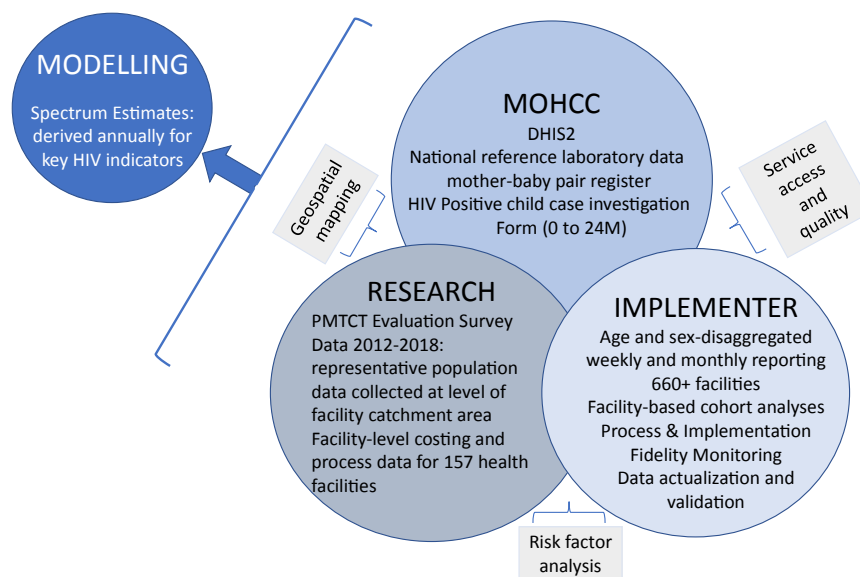 MODELLING
Spectrum Estimates:
derived annually for
key HIV indicators
MOHCC
DHIS2
National reference laboratory data
mother-baby pair register
HIV Positive child case investigation
Form (0 to 24M)
Geospatial
mapping
Service
access
and
quality
RESEARCH
PMTCT Evaluation Survey
Data 2012-2018:
representative population
data collected at level of
facility catchment area
Facility-level costing and
process data for 157 health
facilities
IMPLEMENTER
Age and sex-disaggregated
weekly and monthly reporting
660+ facilities
Facility-based cohort analyses
Process & Implementation
Fidelity Monitoring
Data actualization and
validation
Risk factor
analysis